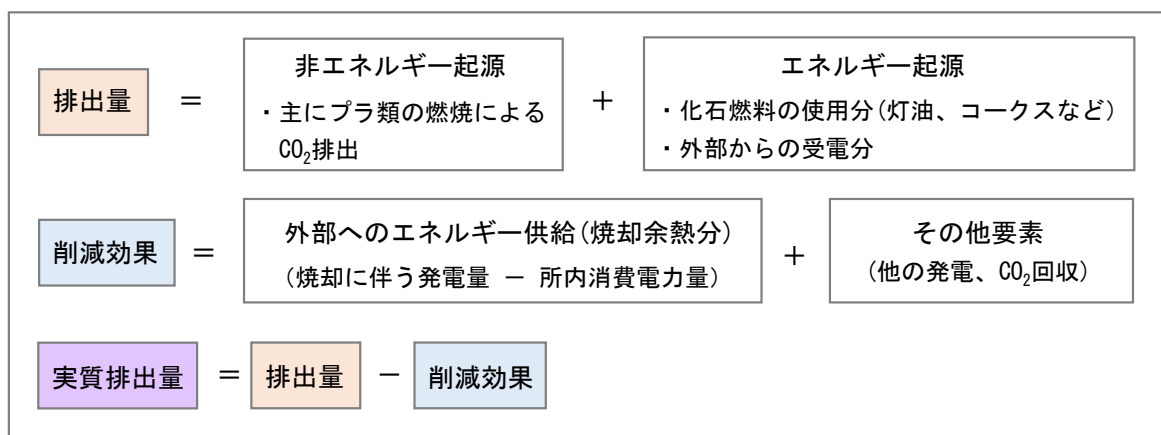 非エネルギー起源
エネルギー起源
排出量 = ・主にプラ類の燃焼による + ・化石燃料の使用分(灯油、コークスなど)
CO₂排出
・外部からの受電分
外部へのエネルギー供給(焼却余熱分)
その他要素
削減効果 = (焼却に伴う発電量 − 所内消費電力量) + (他の発電、CO₂回収)
実質排出量 = 排出量 − 削減効果